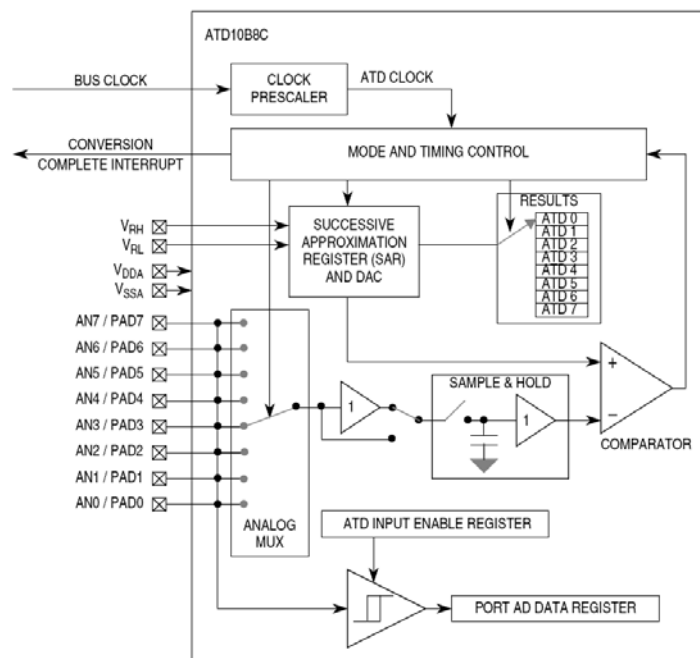 ATD10B8C
BUS CLOCK
CLOCK
PRESCALER
ATD CLOCK
CONVERSION
COMPLETE INTERRUPT
MODE AND TIMING CONTROL
RESULTS
ATD 0
ATD 1
ATD 2
ATD 3
ATD 4
ATD 5
ATD 6
ATD 7
VRH
VRL
VDDA
VSSA
SUCCESSIVE
APPROXIMATION
REGISTER (SAR)
AND DAC
AN7 / PAD7
AN6 / PAD6
AN5 / PAD5
AN4 / PAD4
AN3 / PAD3
AN2 / PAD2
AN1 / PAD1
AN0 / PAD0
ANALOG
MUX
1
SAMPLE & HOLD
1
+
−
COMPARATOR
ATD INPUT ENABLE REGISTER
PORT AD DATA REGISTER